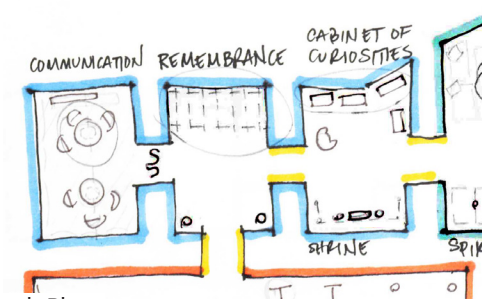 COMMUNICATION
REMEMBRANCE
CABINET OF
CURIOSITIES
SHRINE